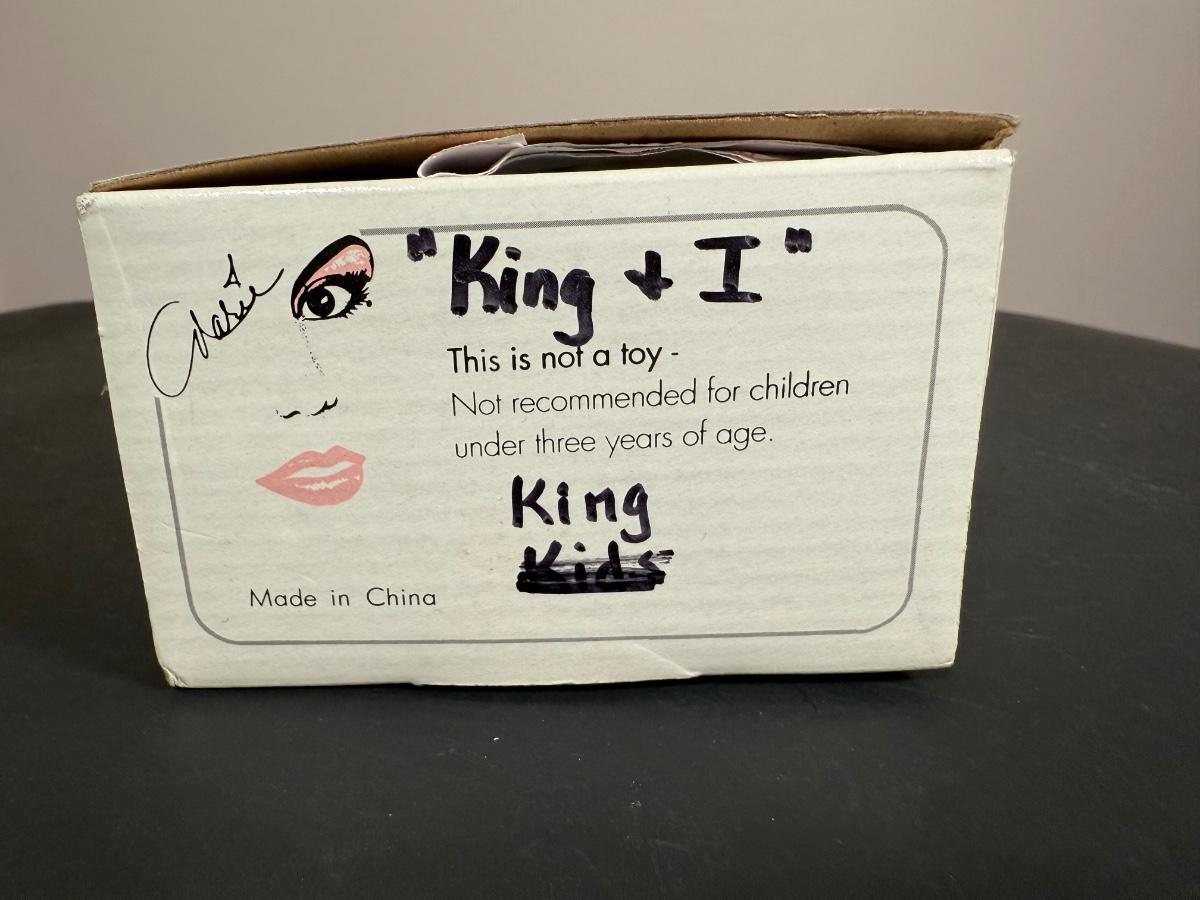 Marie
"King + I"
This is not a toy -
Not recommended for children
under three years of age.
King
Kids
Made in China